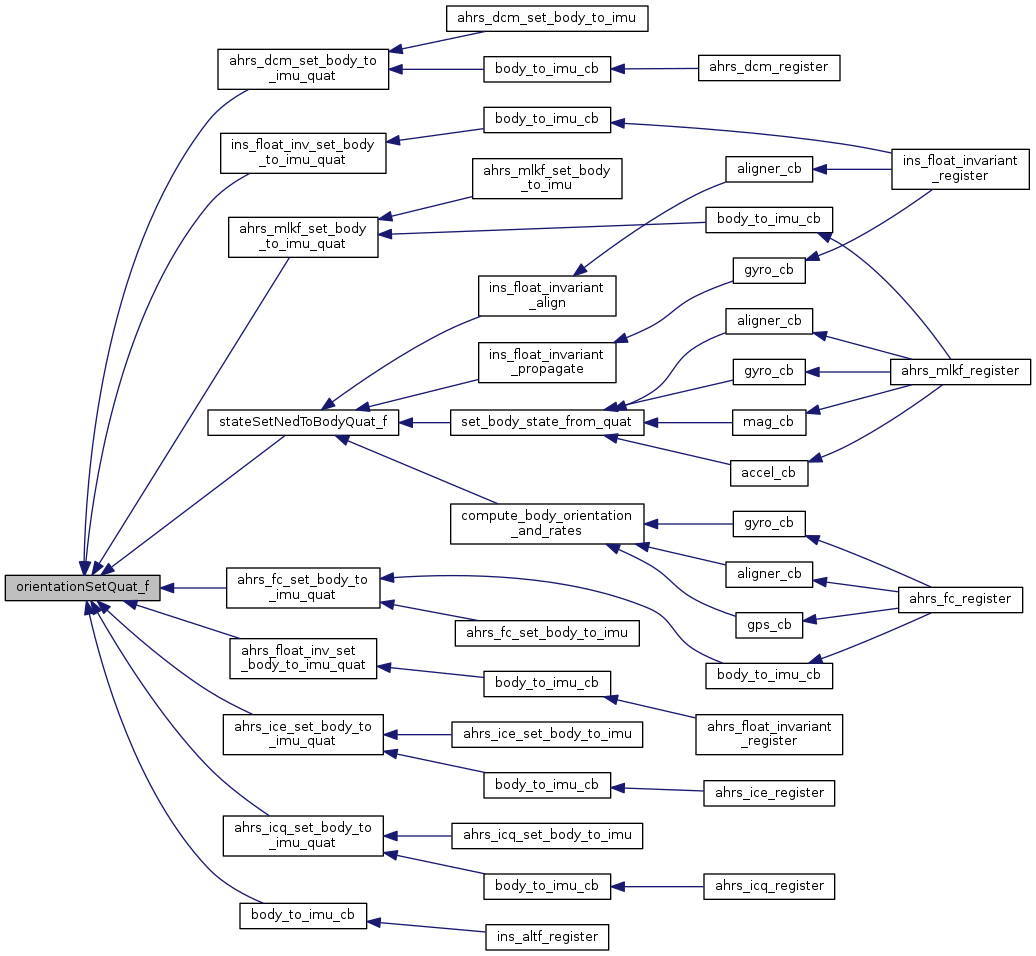 ahrs_dcm_set_body_to_imu
ahrs_dcm_set_body_to
_imu_quat
body_to_imu_cb
ahrs_dcm_register
body_to_imu_cb
ins_float_inv_set_body
_to_imu_quat
ins_float_invariant
_register
aligner_cb
ahrs_mlkf_set_body
_to_imu
body_to_imu_cb
ahrs_mlkf_set_body
_to_imu_quat
gyro_cb
ins_float_invariant
_align
aligner_cb
ins_float_invariant
_propagate
gyro_cb
ahrs_mlkf_register
stateSetNedToBodyQuat_f
set_body_state_from_quat
mag_cb
accel_cb
compute_body_orientation
_and_rates
gyro_cb
aligner_cb
orientationSetQuat_f
ahrs_fc_set_body_to
_imu_quat
ahrs_fc_register
gps_cb
ahrs_fc_set_body_to_imu
ahrs_float_inv_set
_body_to_imu_quat
body_to_imu_cb
body_to_imu_cb
ahrs_float_invariant
_register
ahrs_ice_set_body_to
_imu_quat
ahrs_ice_set_body_to_imu
body_to_imu_cb
ahrs_ice_register
ahrs_icq_set_body_to
_imu_quat
ahrs_icq_set_body_to_imu
body_to_imu_cb
ahrs_icq_register
body_to_imu_cb
ins_altf_register